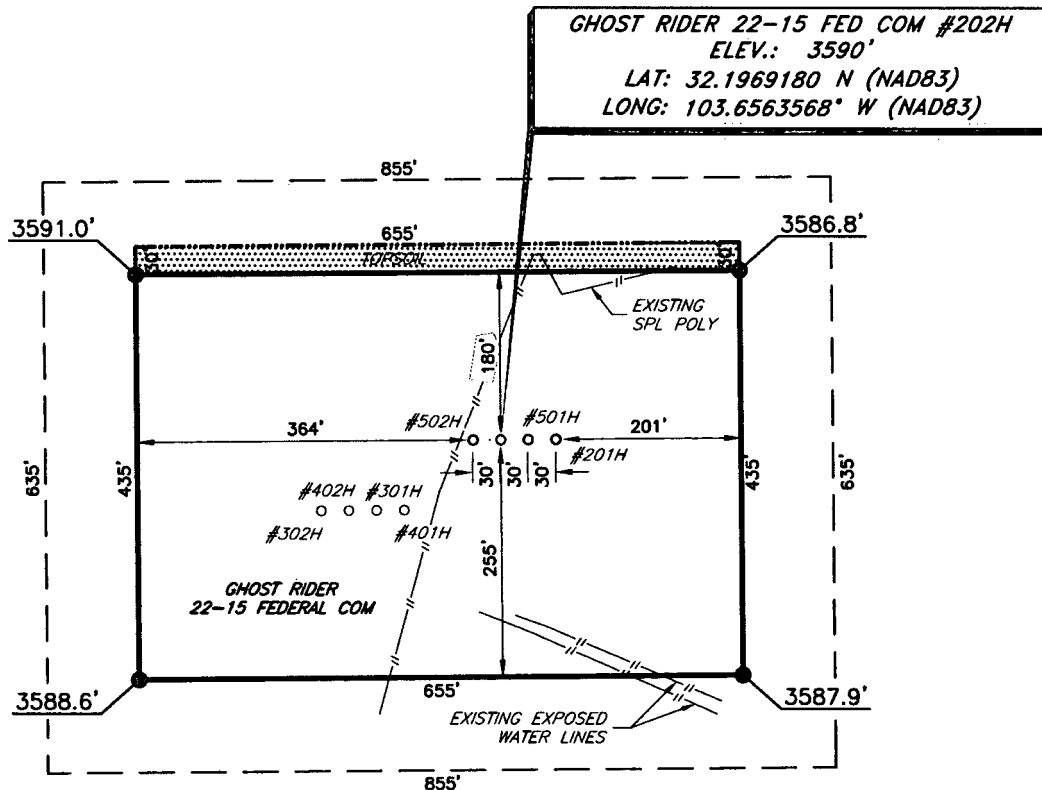 GHOST RIDER 22-15 FED COM #202H
ELEV.: 3590'
LAT: 32.1969180 N (NAD83)
LONG: 103.6563568° W (NAD83)
855'
3591.0'
655'
3586.8'
30'
TOPSOIL
30'
EXISTING
SPL POLY
180'
#502H
#501H
364'
201'
#201H
30'
30'
30'
635'
435'
435'
635'
#402H
#301H
#302H
#401H
255'
GHOST RIDER
22-15 FEDERAL COM
3588.6'
655'
3587.9'
EXISTING EXPOSED
WATER LINES
855'